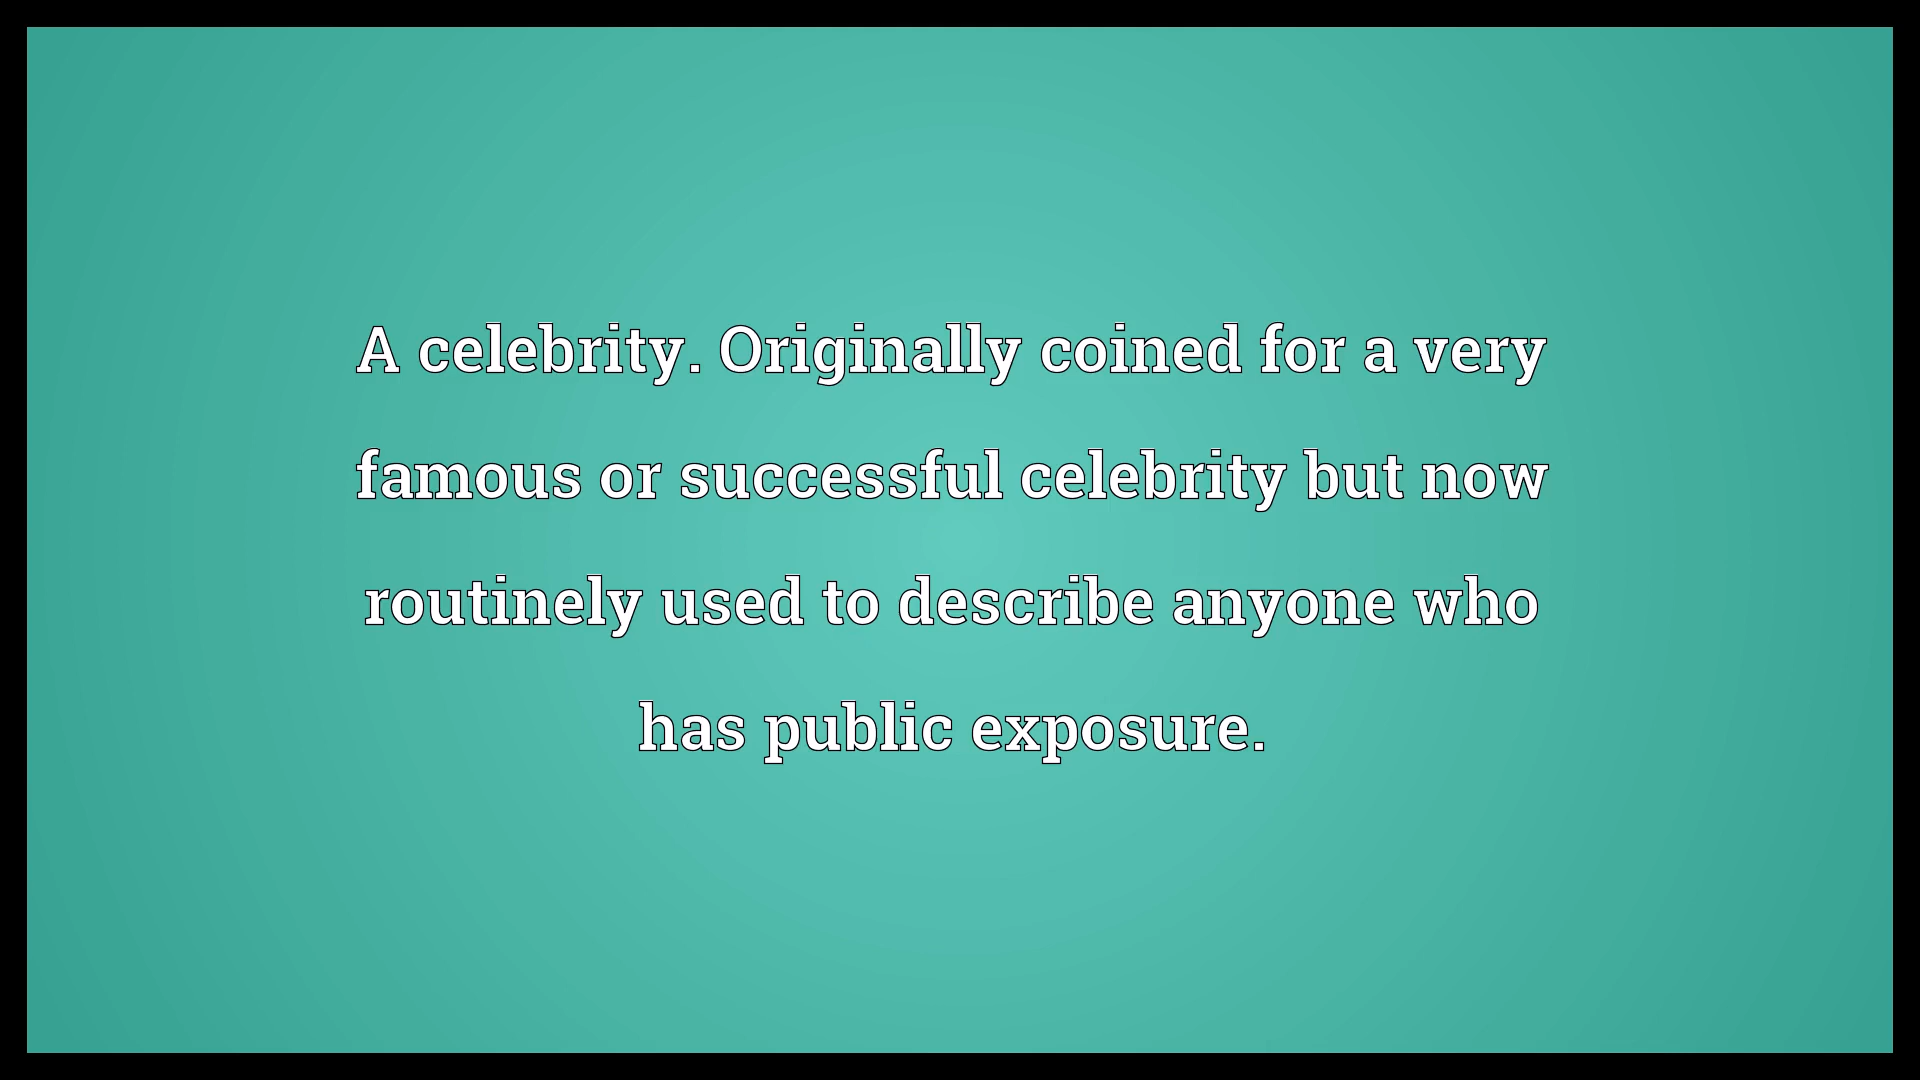 A celebrity. Originally coined for a very
famous or successful celebrity but now
routinely used to describe anyone who
has public exposure.